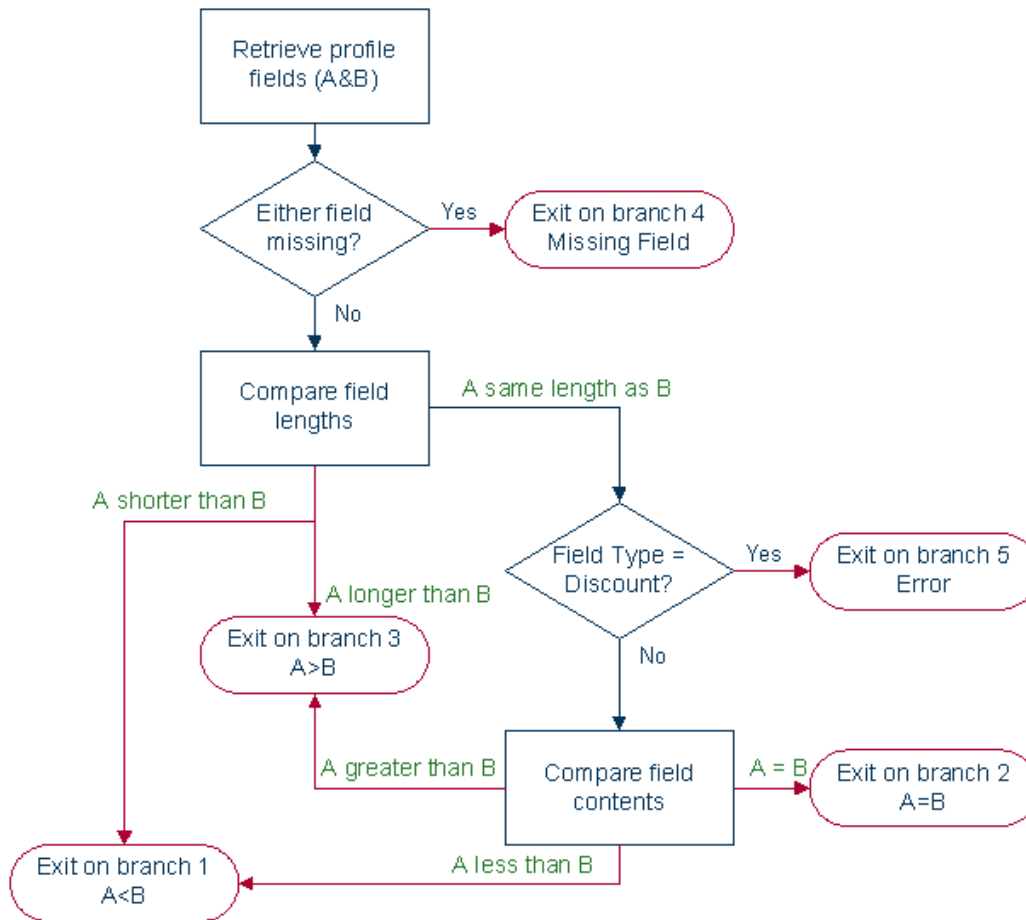 Retrieve profile
fields (A&B)
Either field
missing?
Yes
Exit on branch 4
Missing Field
No
Compare field
lengths
A same length as B
A shorter than B
A longer than B
Field Type =
Discount?
Yes
Exit on branch 5
Error
Exit on branch 3
A>B
No
A greater than B
Compare field
contents
A = B
Exit on branch 2
A=B
A less than B
Exit on branch 1
A<B